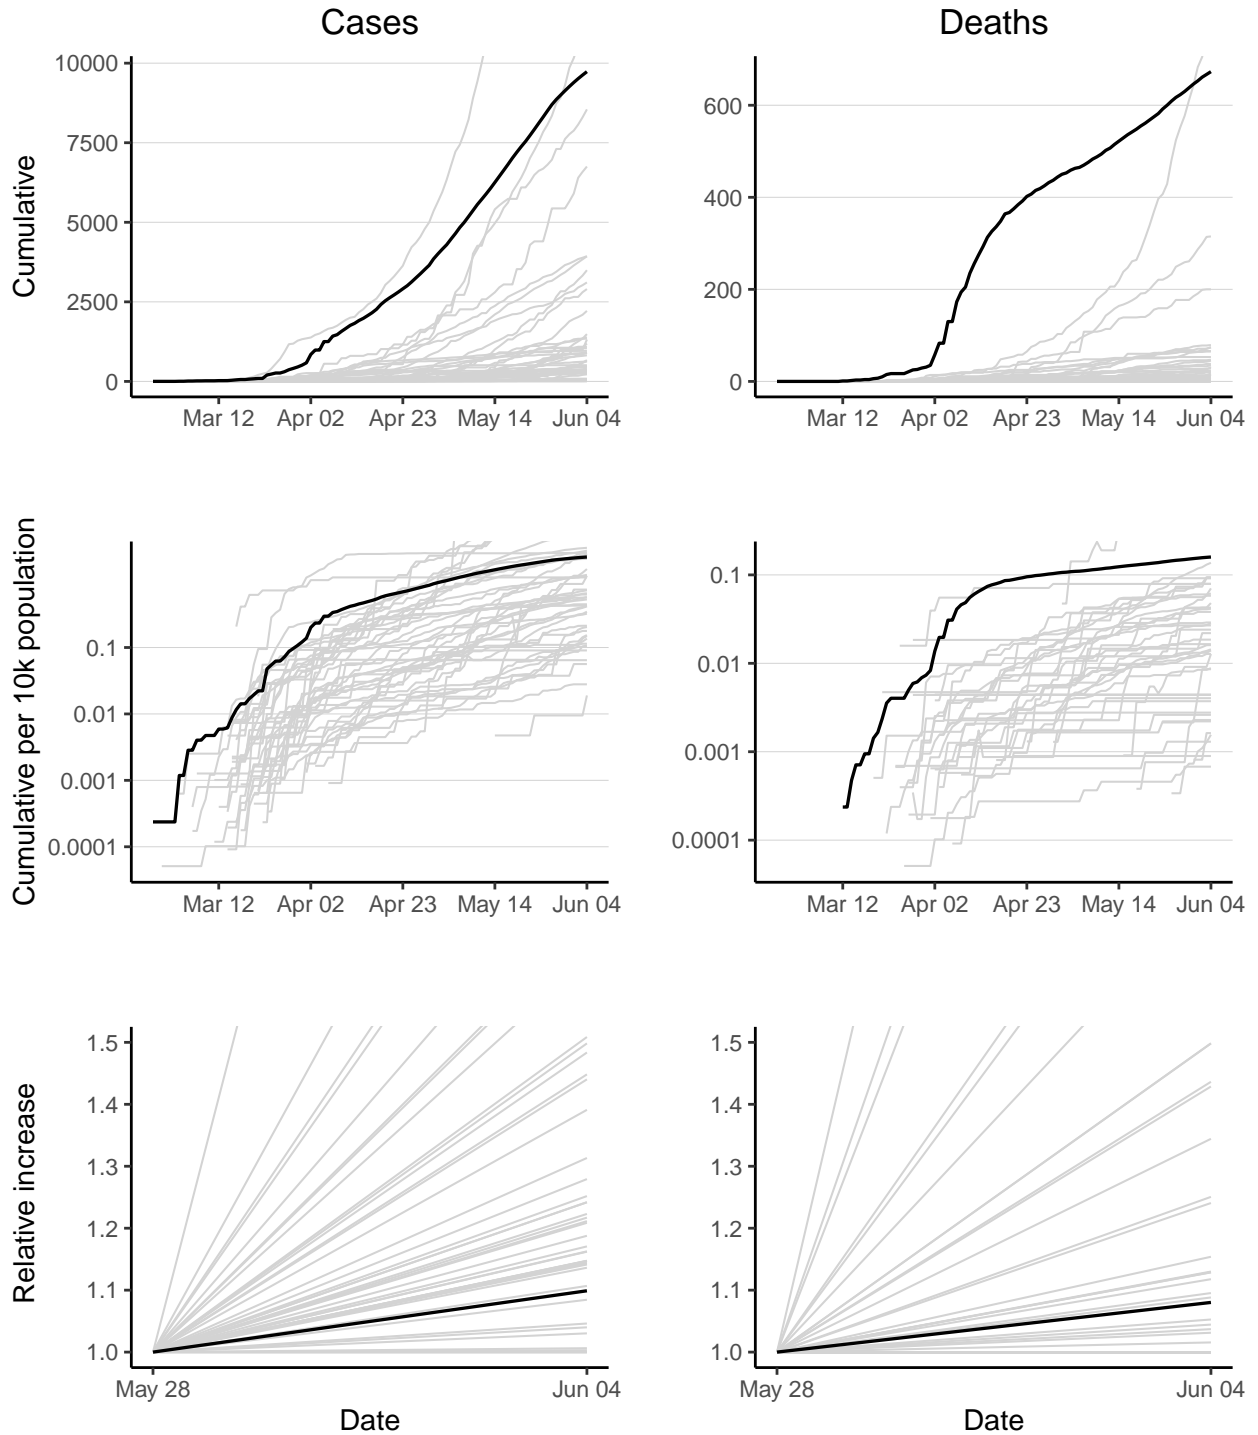 Cases
Deaths
Cumulative
10000
7500
5000
2500
0
Mar 12 Apr 02 Apr 23 May 14 Jun 04
600
400
200
0
Mar 12 Apr 02 Apr 23 May 14 Jun 04
Cumulative per 10k population
0.1
0.01
0.001
0.0001
Mar 12 Apr 02 Apr 23 May 14 Jun 04
0.1
0.01
0.001
0.0001
Mar 12 Apr 02 Apr 23 May 14 Jun 04
Relative increase
1.5
1.4
1.3
1.2
1.1
1.0
May 28 Jun 04
Date
1.5
1.4
1.3
1.2
1.1
1.0
May 28 Jun 04
Date